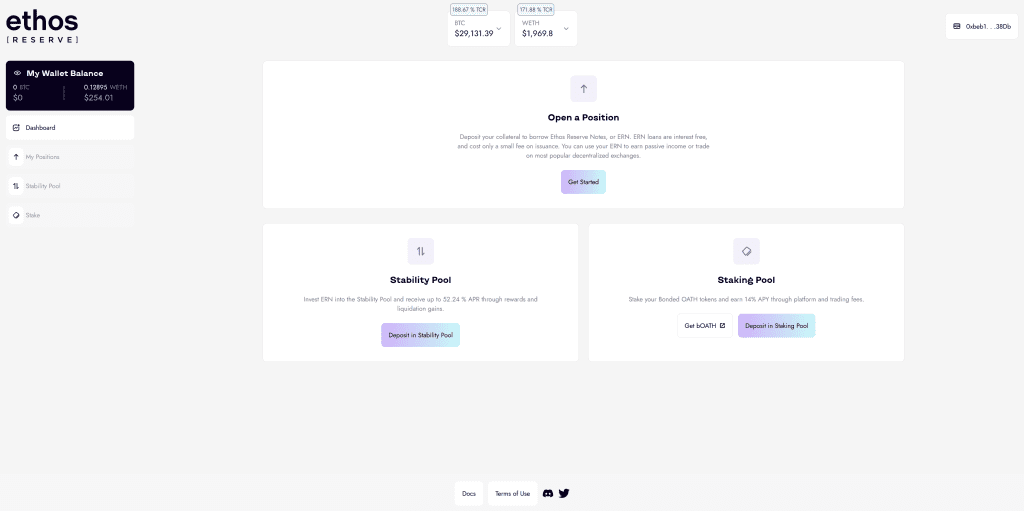 ethos
[RESERVE]
188.67 % TCR
BTC
$29,131.39
171.88 % TCR
WETH
$1,969.8
0xbeb1. . .38Db
My Wallet Balance
0 BTC
$0
0.12895 WETH
$254.01
Dashboard
My Positions
Stability Pool
Stake
Open a Position
Deposit your collateral to borrow Ethos Reserve Notes, or ERN. ERN loans are interest free,
and cost only a small fee on issuance. You can use your ERN to earn passive income or trade
on most popular decentralized exchanges.
Get Started
Stability Pool
Invest ERN into the Stability Pool and receive up to 52.24 % APR through rewards and
liquidation gains.
Deposit in Stability Pool
Staking Pool
Stake your Bonded OATH tokens and earn 14% APY through platform and trading fees.
Get bOATH
Deposit in Staking Pool
Docs
Terms of Use